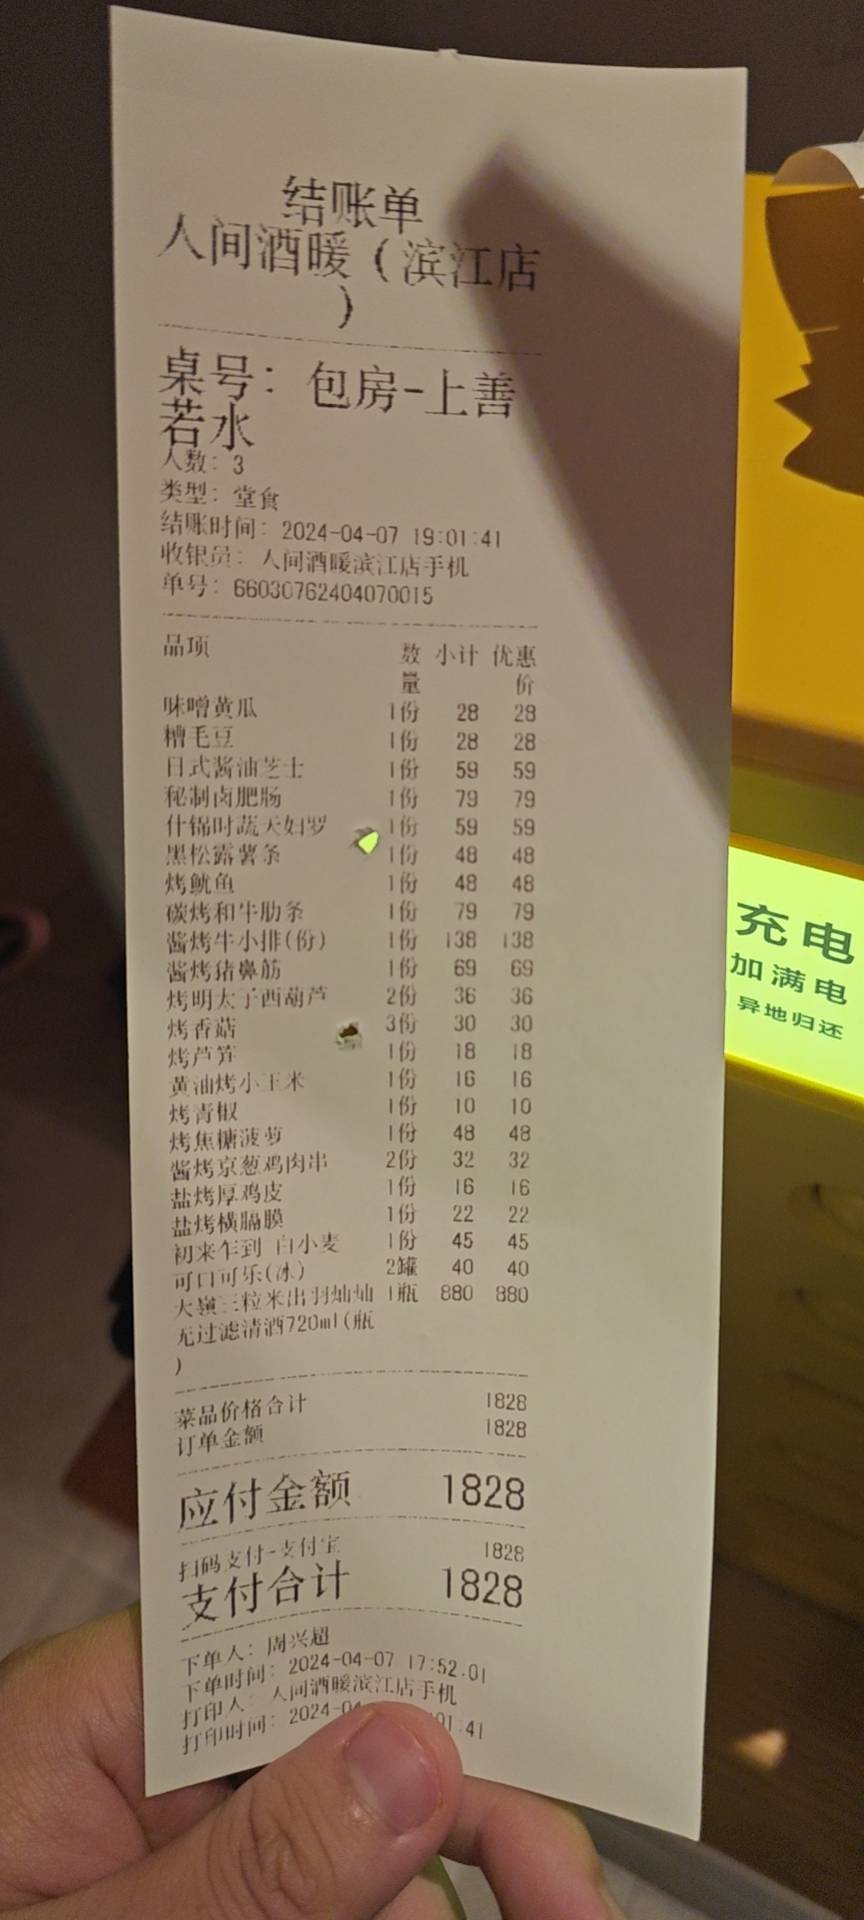 结账单
人间酒暖（滨江店
）
桌号：包房-上善
若水
人数：3
类型：堂食
结账时间：2024-04-07 19:01:41
收银员：人间酒暖滨江店手机
单号：66030762404070015
品项 数 小计 优惠
量 价
味噌黄瓜 1份 28 28
糟毛豆 1份 28 28
日式酱油芝士 1份 59 59
秘制卤肥肠 1份 79 79
什锦时蔬天妇罗 1份 59 59
黑松露薯条 1份 48 48
烤鱿鱼 1份 48 48
碳烤和牛肋条 1份 79 79
酱烤牛小排(份) 1份 138 138
酱烤猪鼻筋 1份 69 69
烤明太子西葫芦 2份 36 36
烤香菇 3份 30 30
烤芦笋 1份 18 18
黄油烤小玉米 1份 16 16
烤青椒 1份 10 10
烤焦糖菠萝 1份 48 48
酱烤京葱鸡肉串 2份 32 32
盐烤厚鸡皮 1份 16 16
盐烤横膈膜 1份 22 22
初来乍到 白小麦 1份 45 45
可口可乐(冰) 2罐 40 40
大嶺三粒米出羽灿灿 1瓶 880 880
无过滤清酒720ml(瓶
)
菜品价格合计 1828
订单金额 1828
应付金额 1828
扫码支付-支付宝 1828
支付合计 1828
下单人：周兴超
下单时间：2024-04-07 17:52:01
打印人：人间酒暖滨江店手机
打印时间：2024-04 01:41
充电
加满电
异地归还